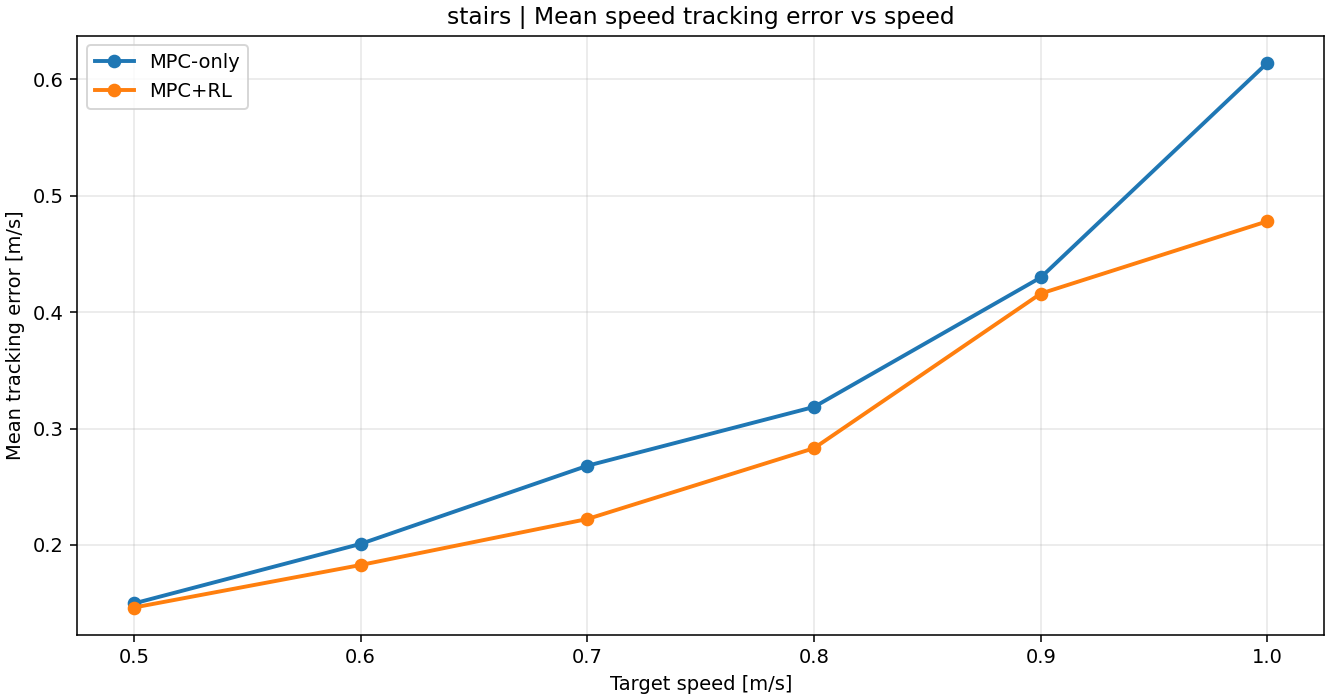 stairs | Mean speed tracking error vs speed
MPC-only
MPC+RL
Mean tracking error [m/s]
0.6
0.5
0.4
0.3
0.2
0.5 0.6 0.7 0.8 0.9 1.0
Target speed [m/s]